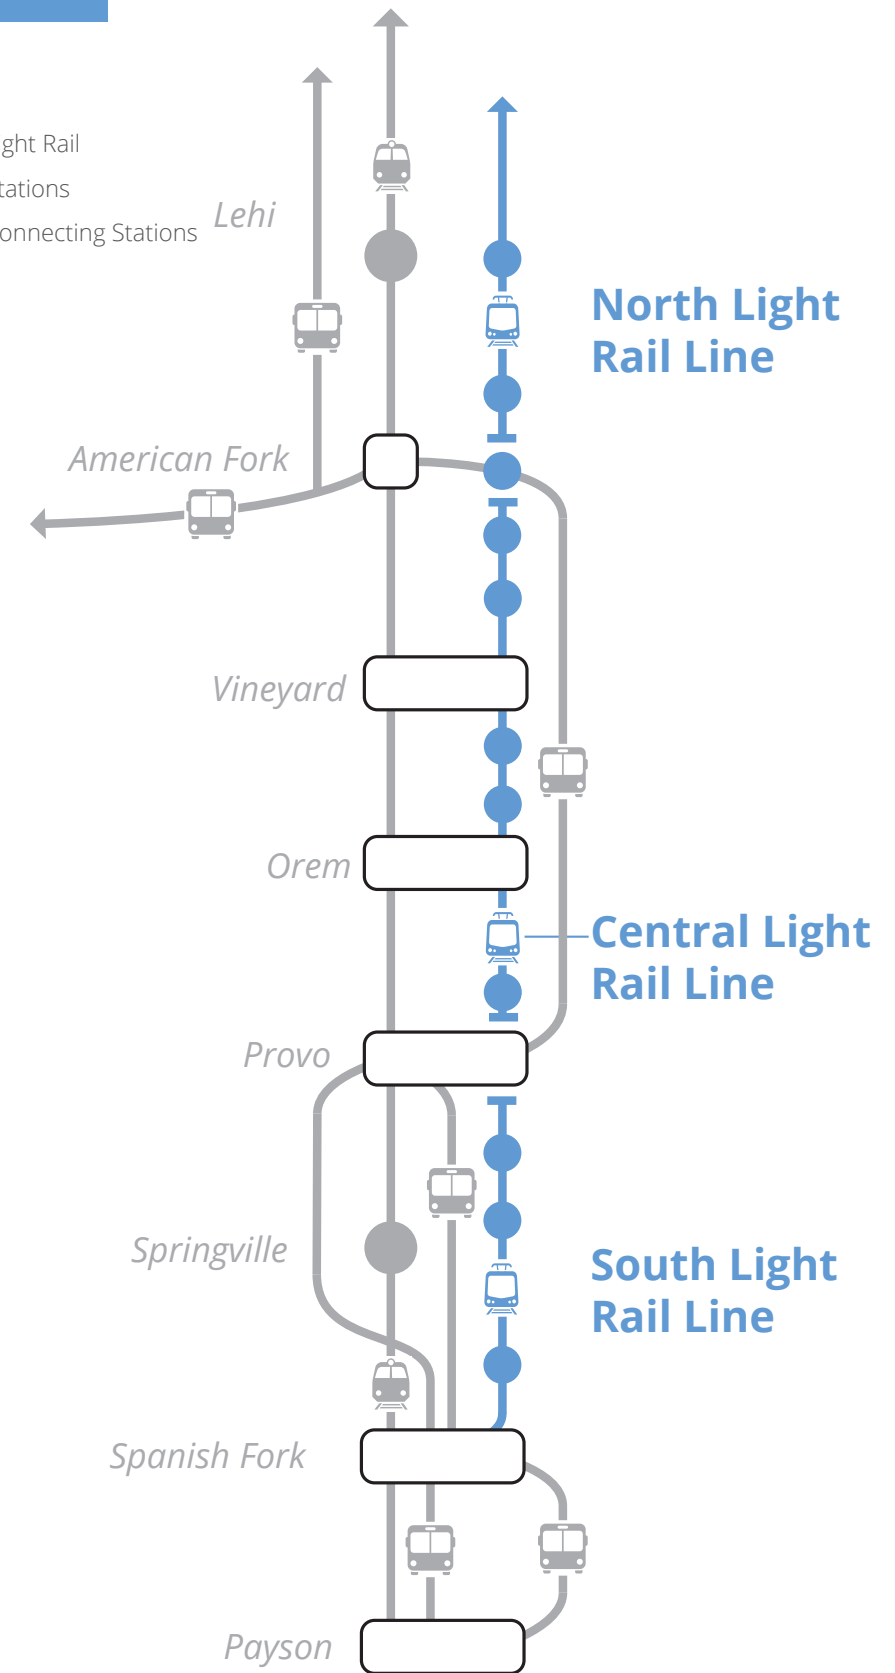 ght Rail
tations
onnecting Stations
Lehi
North Light
Rail Line
American Fork
Vineyard
Orem
Central Light
Rail Line
Provo
Springville
South Light
Rail Line
Spanish Fork
Payson